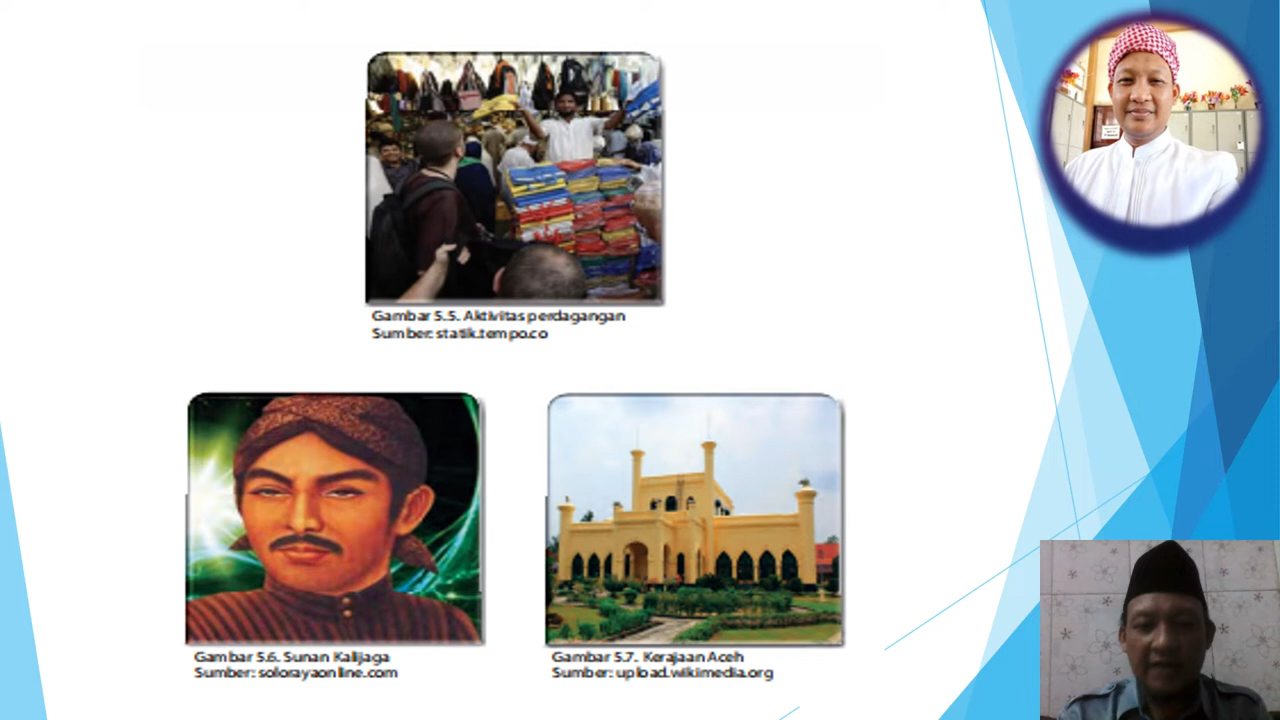 Gambar 5.5. Aktivitas perdagangan
Sumber: statik.tempo.co
Gambar 5.6. Sunan Kalijaga
Sumber: solorayaonline.com
Gambar 5.7. Kerajaan Aceh
Sumber: upload.wikimedia.org